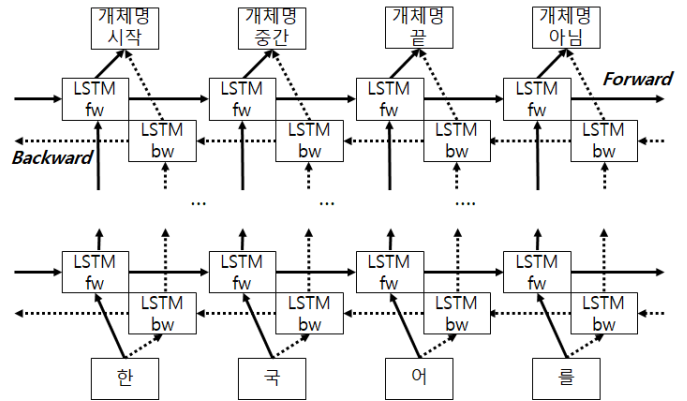 개체명
시작
개체명
중간
개체명
끝
개체명
아님
LSTM
fw
LSTM
fw
LSTM
fw
LSTM
fw
Forward
LSTM
bw
LSTM
bw
LSTM
bw
LSTM
bw
Backward
...
...
....
LSTM
fw
LSTM
fw
LSTM
fw
LSTM
fw
LSTM
bw
LSTM
bw
LSTM
bw
LSTM
bw
한
국
어
를